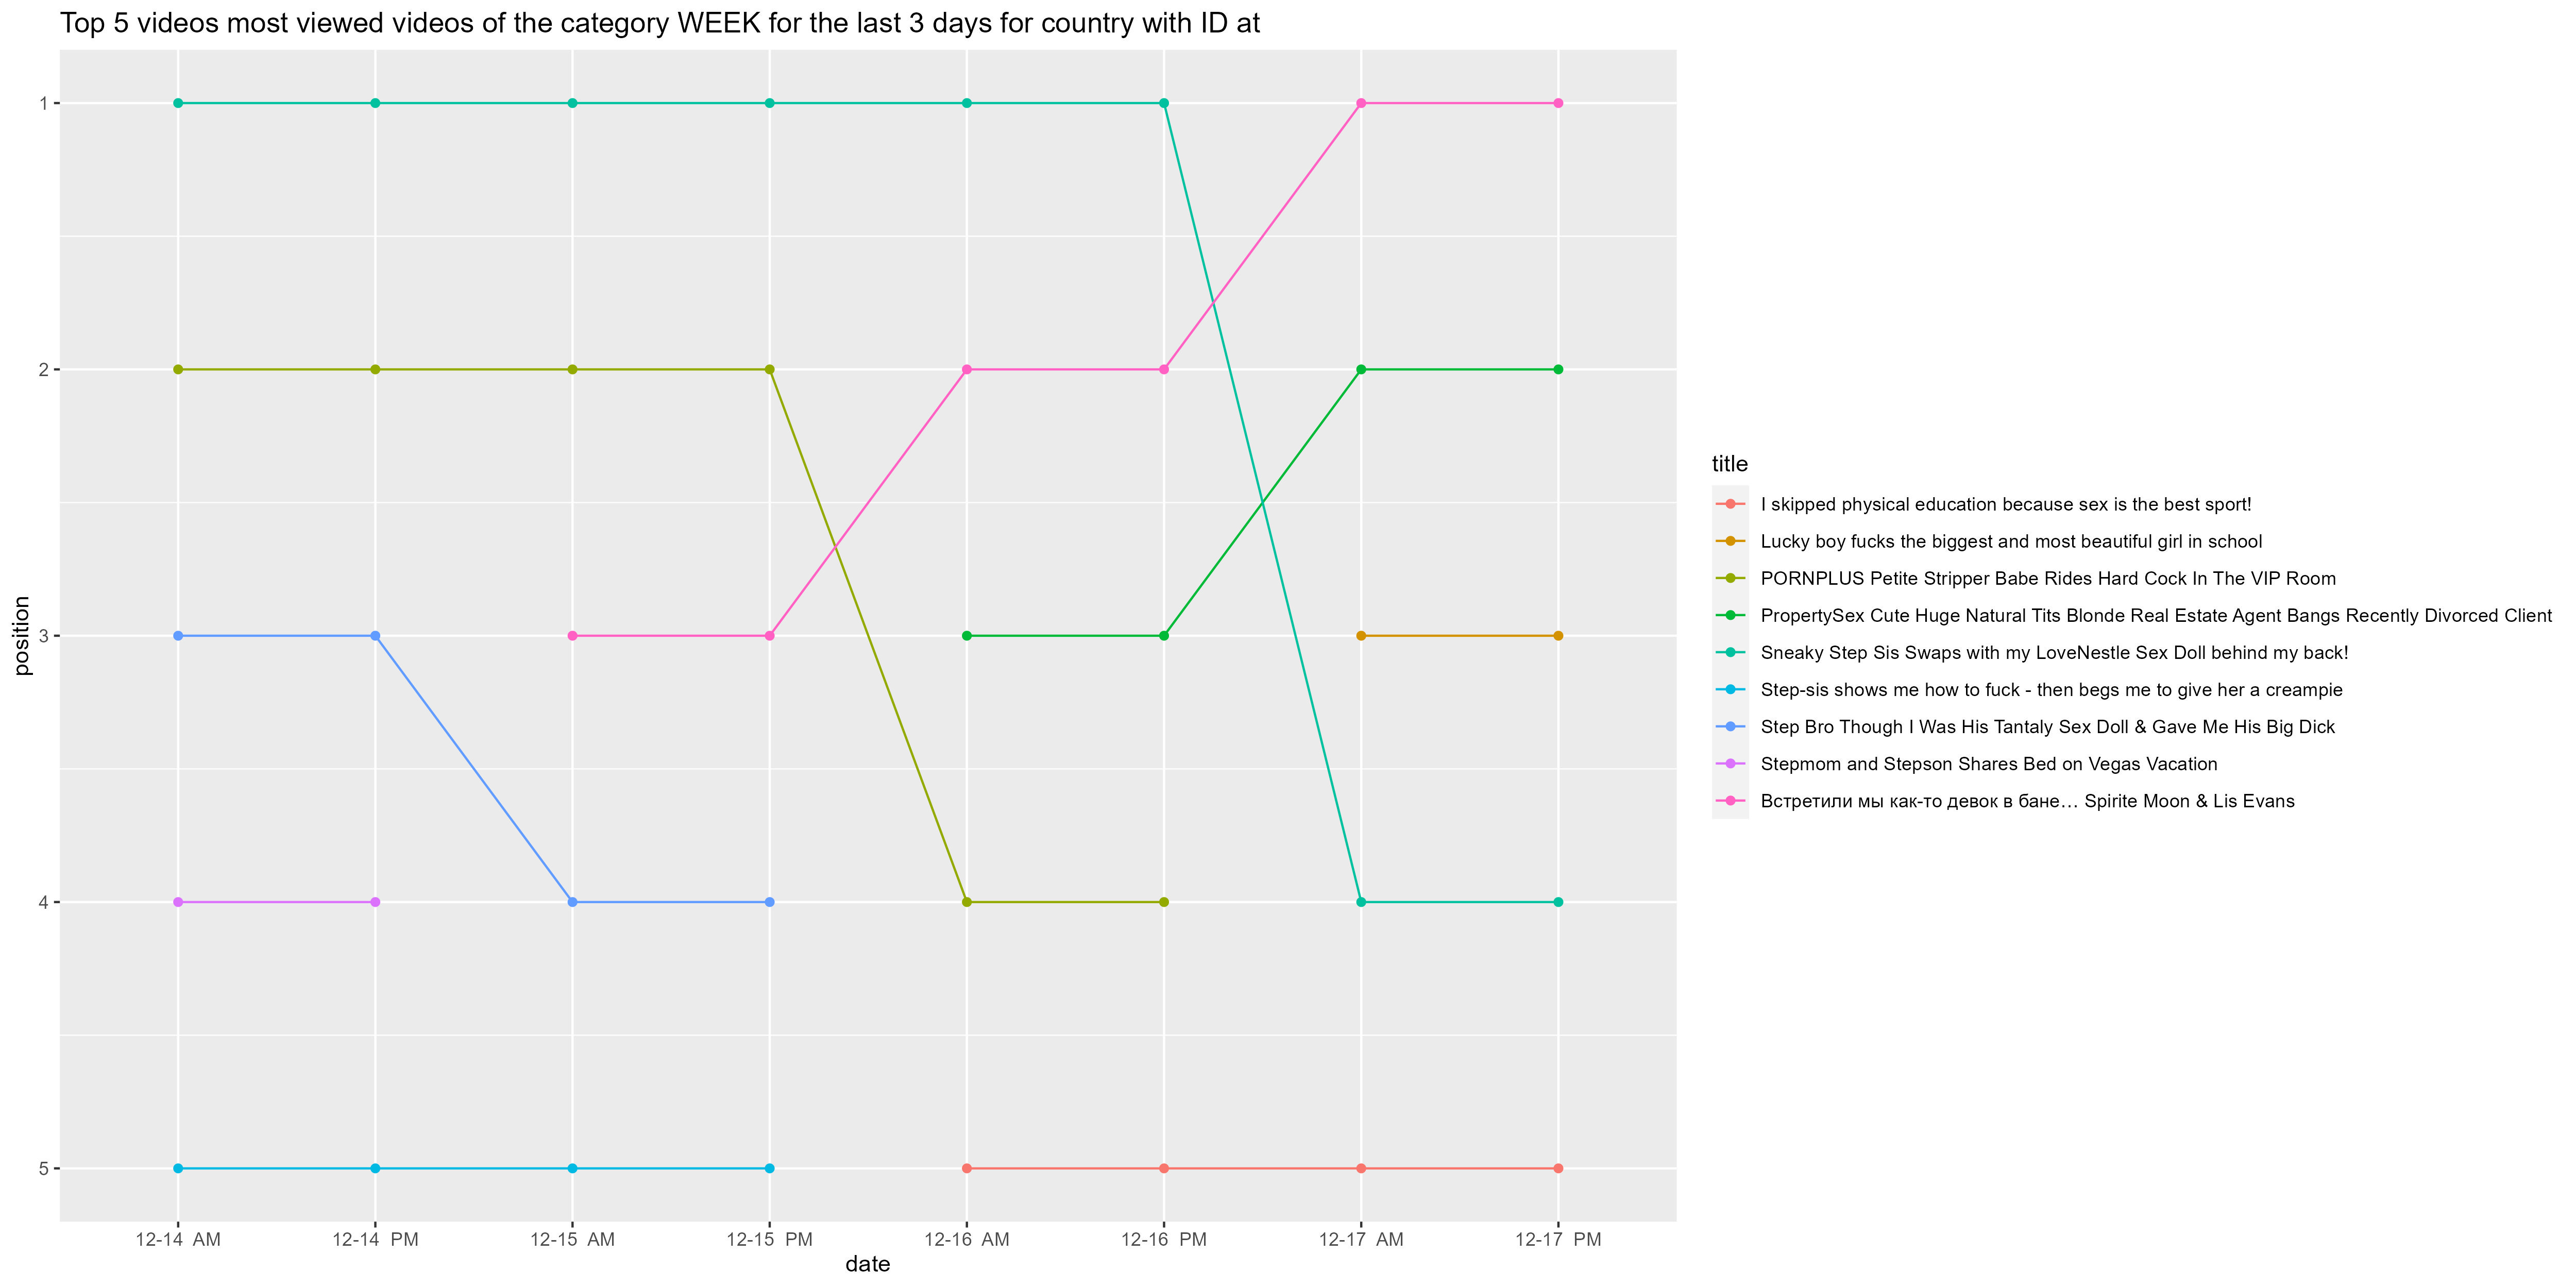 Top 5 videos most viewed videos of the category WEEK for the last 3 days for country with ID at
position
1
2
3
4
5
12-14 AM
12-14 PM
12-15 AM
12-15 PM
12-16 AM
12-16 PM
12-17 AM
12-17 PM
date
title
I skipped physical education because sex is the best sport!
Lucky boy fucks the biggest and most beautiful girl in school
PORNPLUS Petite Stripper Babe Rides Hard Cock In The VIP Room
PropertySex Cute Huge Natural Tits Blonde Real Estate Agent Bangs Recently Divorced Client
Sneaky Step Sis Swaps with my LoveNestle Sex Doll behind my back!
Step-sis shows me how to fuck - then begs me to give her a creampie
Step Bro Though I Was His Tantaly Sex Doll & Gave Me His Big Dick
Stepmom and Stepson Shares Bed on Vegas Vacation
Встретили мы как-то девок в бане… Spirite Moon & Lis Evans